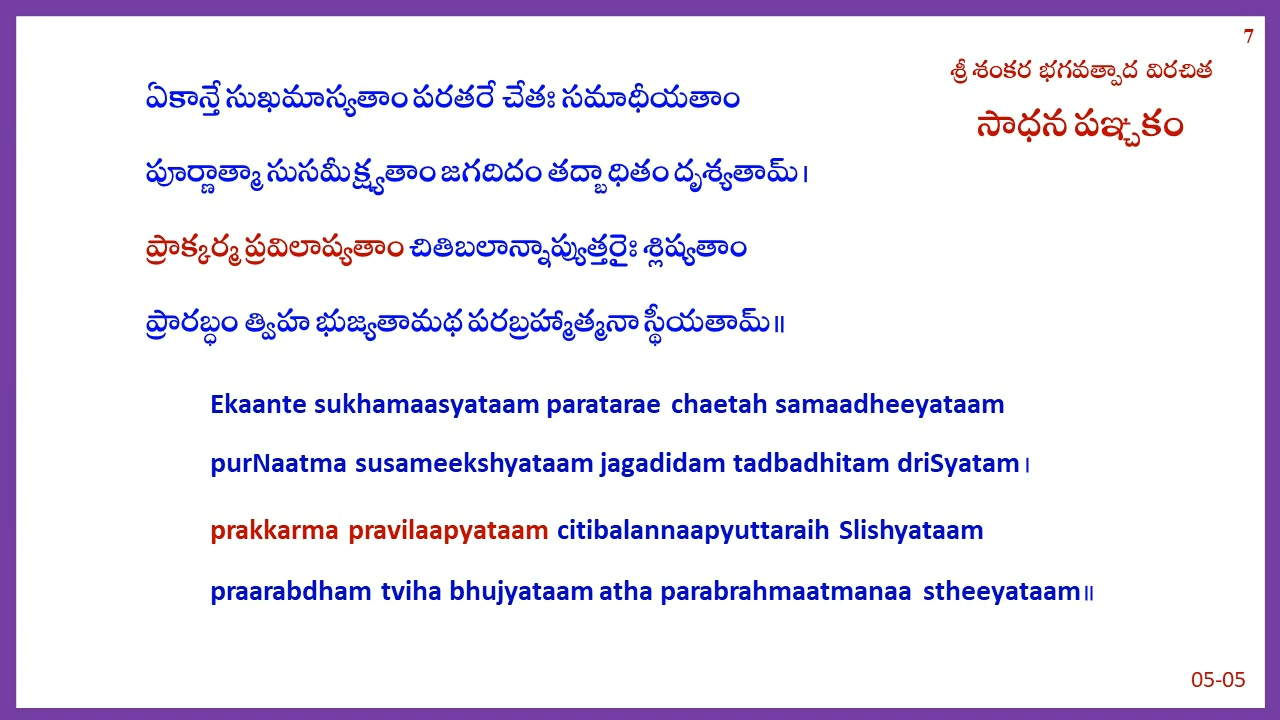 7
శ్రీ శంకర భగవత్పాద విరచిత
సాధన పఞ్చకం
ఏకాన్తే సుఖమాస్యతాం పరతరే చేతః సమాధీయతాం
పూర్ణాత్మా సుసమీక్ష్యతాం జగదిదం తద్బాధితం దృశ్యతామ్।
ప్రాక్కర్మ ప్రవిలాప్యతాం చితిబలాన్నాప్యుత్తరైః శ్లిష్యతాం
ప్రారబ్ధం త్విహ భుజ్యతామథ పరబ్రహ్మాత్మనా స్థీయతామ్॥
Ekaante sukhamaasyataam paratarae chaetah samaadheeyataam
purNaatma susameekshyataam jagadidam tadbadhitam driSyatam।
prakkarma pravilaapyataam citibalannaapyuttaraih Slishyataam
praarabdham tviha bhujyataam atha parabrahmaatmanaa stheeyataam॥
05-05